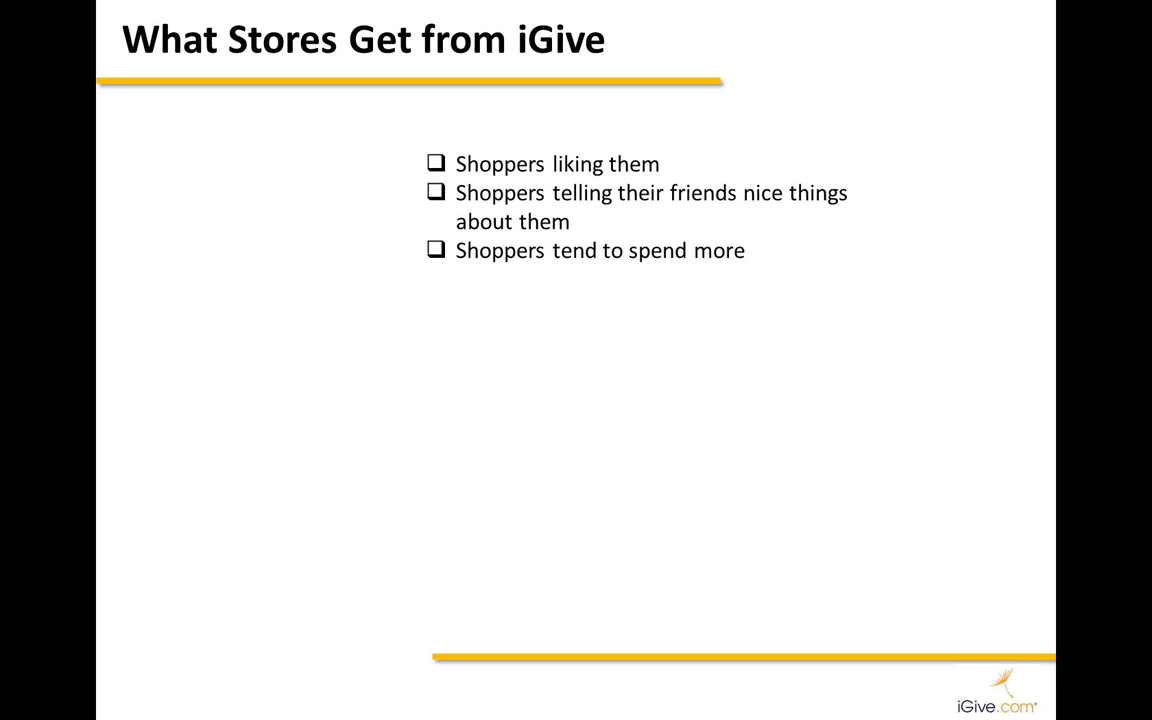 What Stores Get from iGive
Shoppers liking them
Shoppers telling their friends nice things
about them
Shoppers tend to spend more
iGive.com®